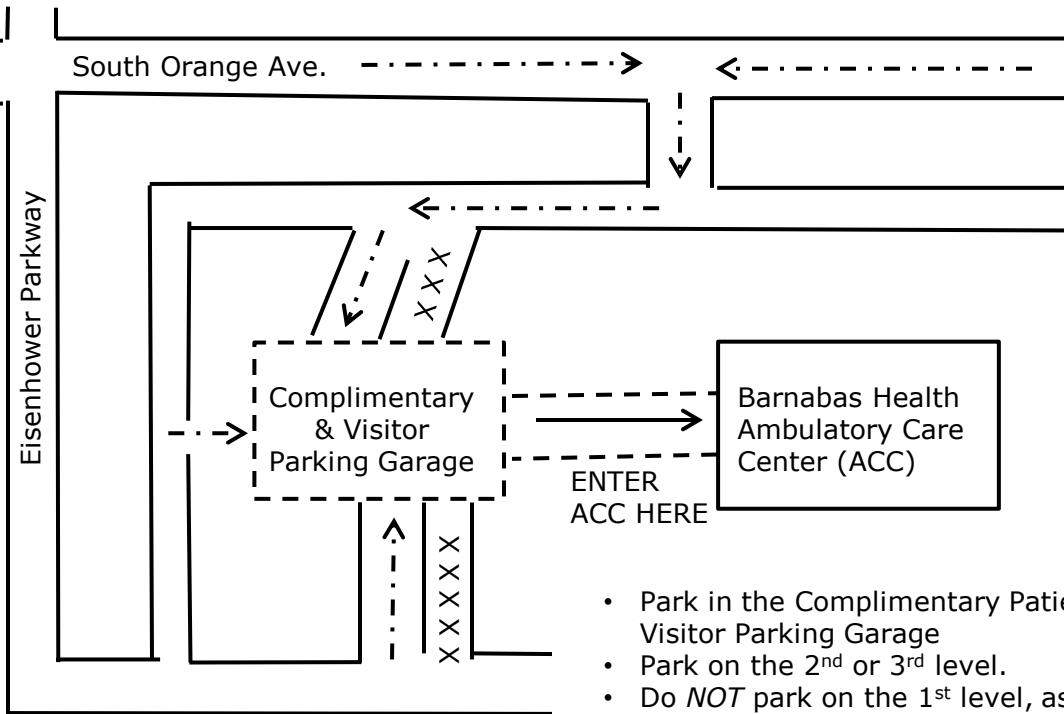 South Orange Ave.
Eisenhower Parkway
X X X
Complimentary
& Visitor
Parking Garage
Barnabas Health
Ambulatory Care
Center (ACC)
ENTER
ACC HERE
X X X X X
• Park in the Complimentary
Visitor Parking Garage
• Park on the 2nd or 3rd level.
• Do NOT park on the 1st level, as